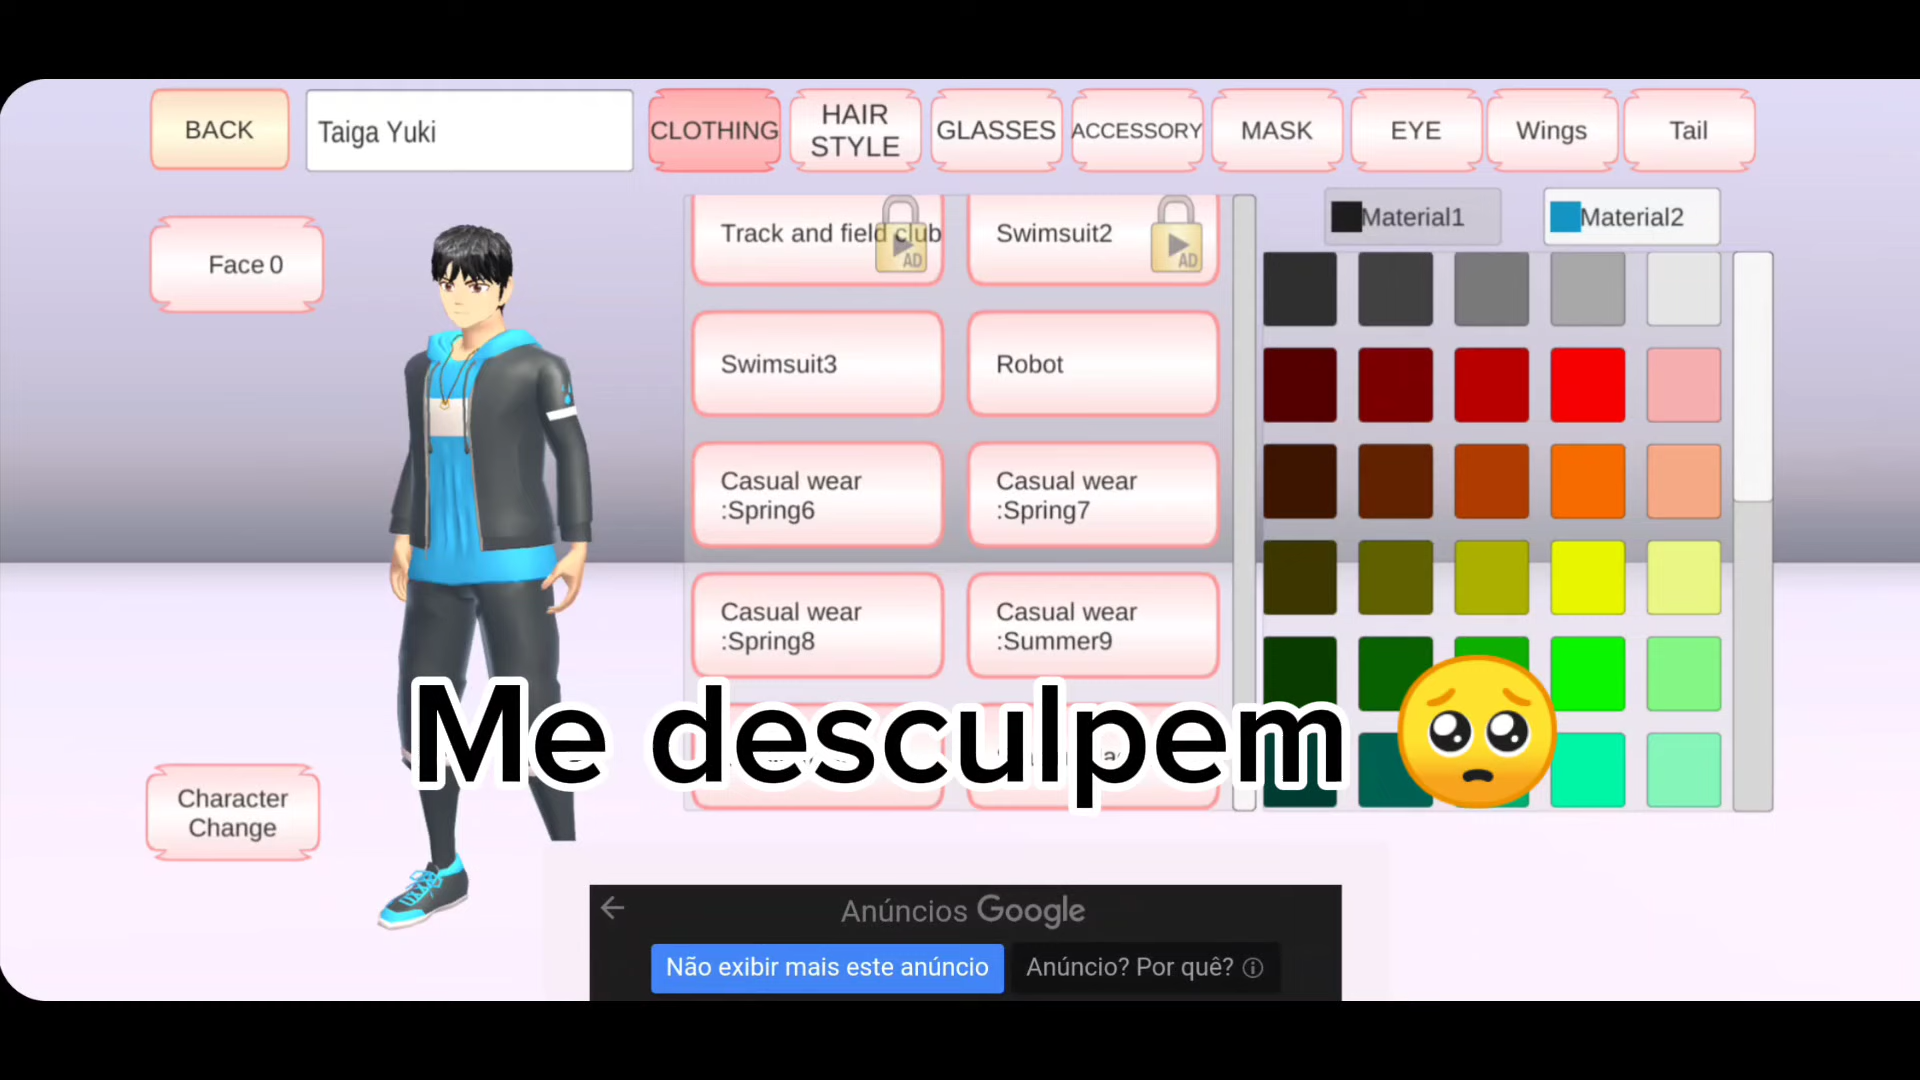 BACK
Taiga Yuki
CLOTHING
HAIR
STYLE
GLASSES
ACCESSORY
MASK
EYE
Wings
Tail
Face 0
Track and field club
AD
Swimsuit2
AD
Material1
Material2
Swimsuit3
Robot
Casual wear
:Spring6
Casual wear
:Spring7
Casual wear
:Spring8
Casual wear
:Summer9
Me desculpem 🥺
Character
Change
Anúncios Google
Não exibir mais este anúncio
Anúncio? Por quê?